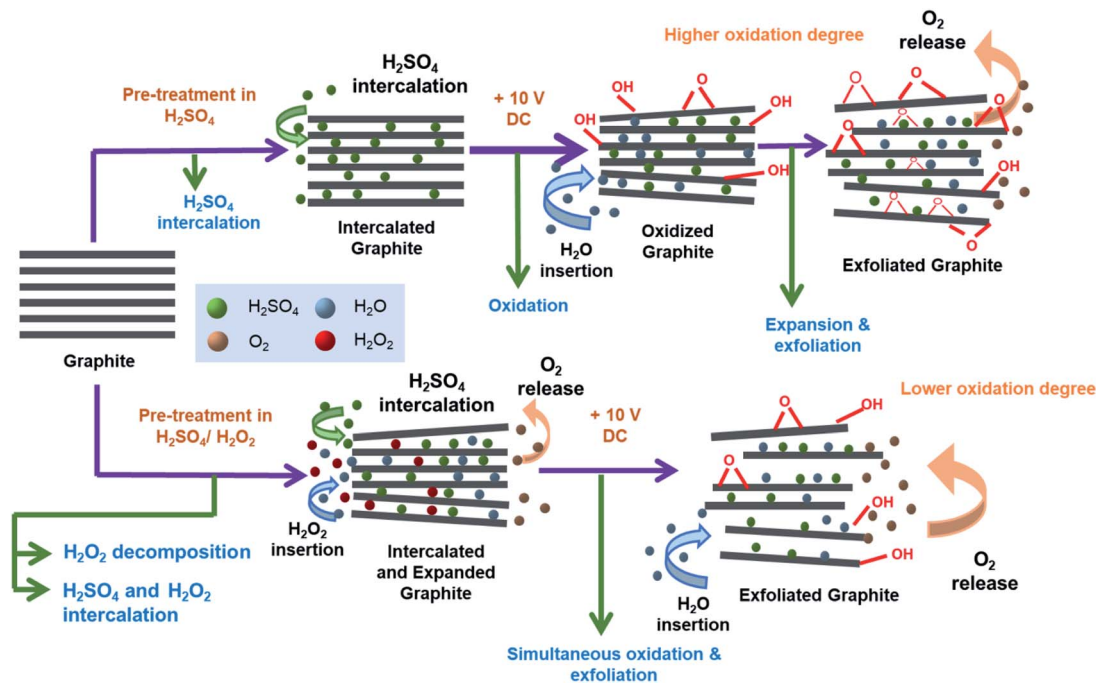 Higher oxidation degree
O₂
release
H₂SO₄
intercalation
Pre-treatment in
H₂SO₄
+ 10 V
DC
OH
O
OH
OH
OH
O
O
O
O
O
O
OH
O
O
O
H₂SO₄
intercalation
Intercalated
Graphite
H₂O
insertion
Oxidized
Graphite
Exfoliated Graphite
Oxidation
Expansion &
exfoliation
H₂SO₄
H₂O
O₂
H₂O₂
Graphite
Pre-treatment in
H₂SO₄/ H₂O₂
H₂SO₄
intercalation
O₂
release
+ 10 V
DC
Lower oxidation degree
O
OH
O
OH
OH
H₂O₂
insertion
Intercalated
and Expanded
Graphite
H₂O
insertion
Exfoliated Graphite
O₂
release
H₂O₂ decomposition
H₂SO₄ and H₂O₂
intercalation
Simultaneous oxidation &
exfoliation